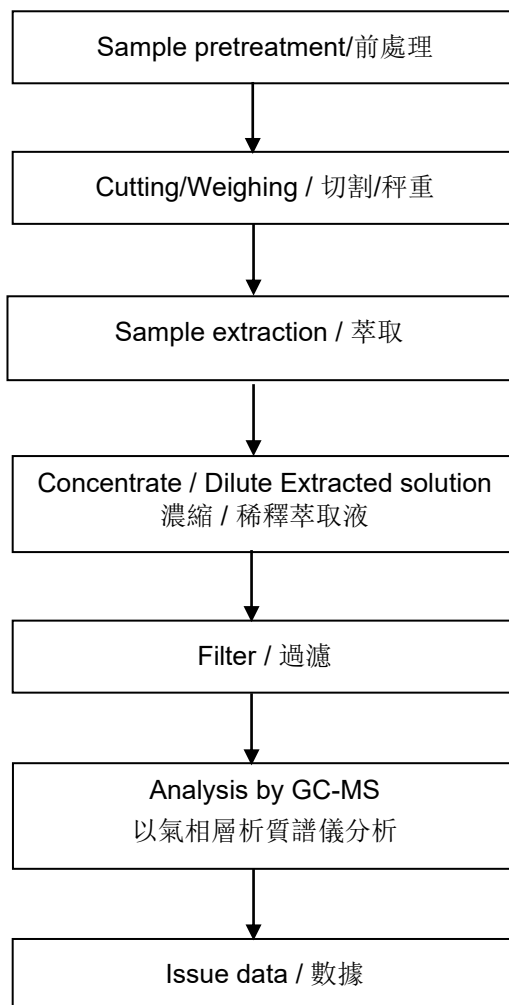 Sample pretreatment/前處理
Cutting/Weighing / 切割/秤重
Sample extraction / 萃取
Concentrate / Dilute Extracted solution
濃縮 / 稀釋萃取液
Filter / 過濾
Analysis by GC-MS
以氣相層析質譜儀分析
Issue data / 數據